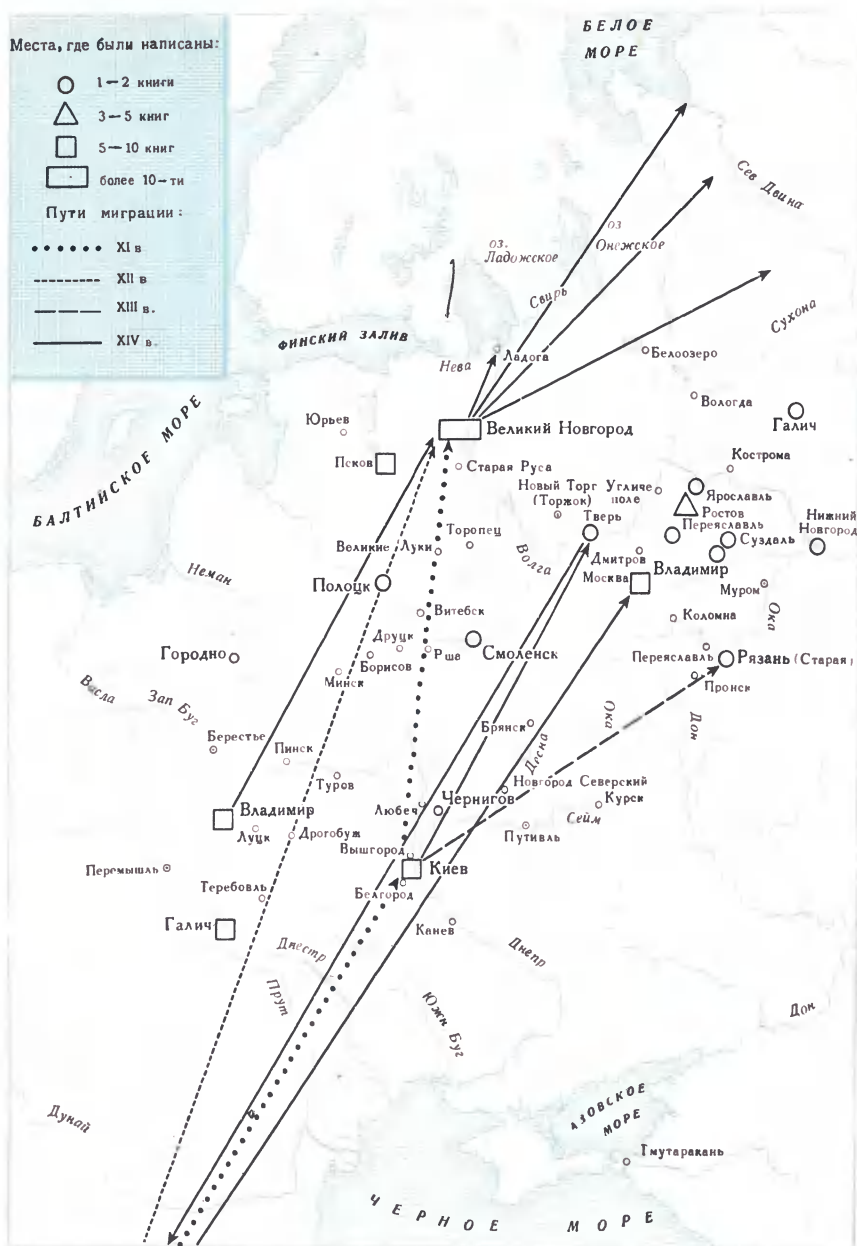 БЕЛОЕ
МОРЕ
Места, где были написаны:
1—2 книги
3—5 книг
5—10 книг
более 10-ти
Пути миграции:
XI в
XII в
XIII в.
XIV в.
Сев Двина
оз.
Ладожское
оз
Онежское
Свирь
Сухона
ФИНСКИЙ ЗАЛИВ
Нева
Ладога
Белоозеро
Вологда
Галич
БАЛТИЙСКОЕ МОРЕ
Юрьев
Великий Новгород
Псков
Старая Руса
Кострома
Новый Торг
(Торжок)
Угличе
поле
Ярославль
Ростов
Тверь
Переяславль
Нижний
Новгород
Суздаль
Торопец
Великие Луки
Волга
Дмитров
Москва
Владимир
Неман
Полоцк
Муром
Витебск
Коломна
Ока
Друцк
Смоленск
Городно
Борисов
Рша
Переяславль
Рязань (Старая)
Минск
Пронск
Висла
Зап Буг
Берестье
Брянск
Ока
Дон
Пинск
Десна
Туров
Новгород Северский
Владимир
Любеч
Чернигов
Курск
Сейм
Луцк
Дрогобуж
Путивль
Вышгород
Киев
Перемышль
Белгород
Теребовль
Галич
Канев
Днестр
Днепр
Прут
Южн Буг
Дон
Дунай
АЗОВСКОЕ
МОРЕ
Тмутаракань
ЧЕРНОЕ МОРЕ